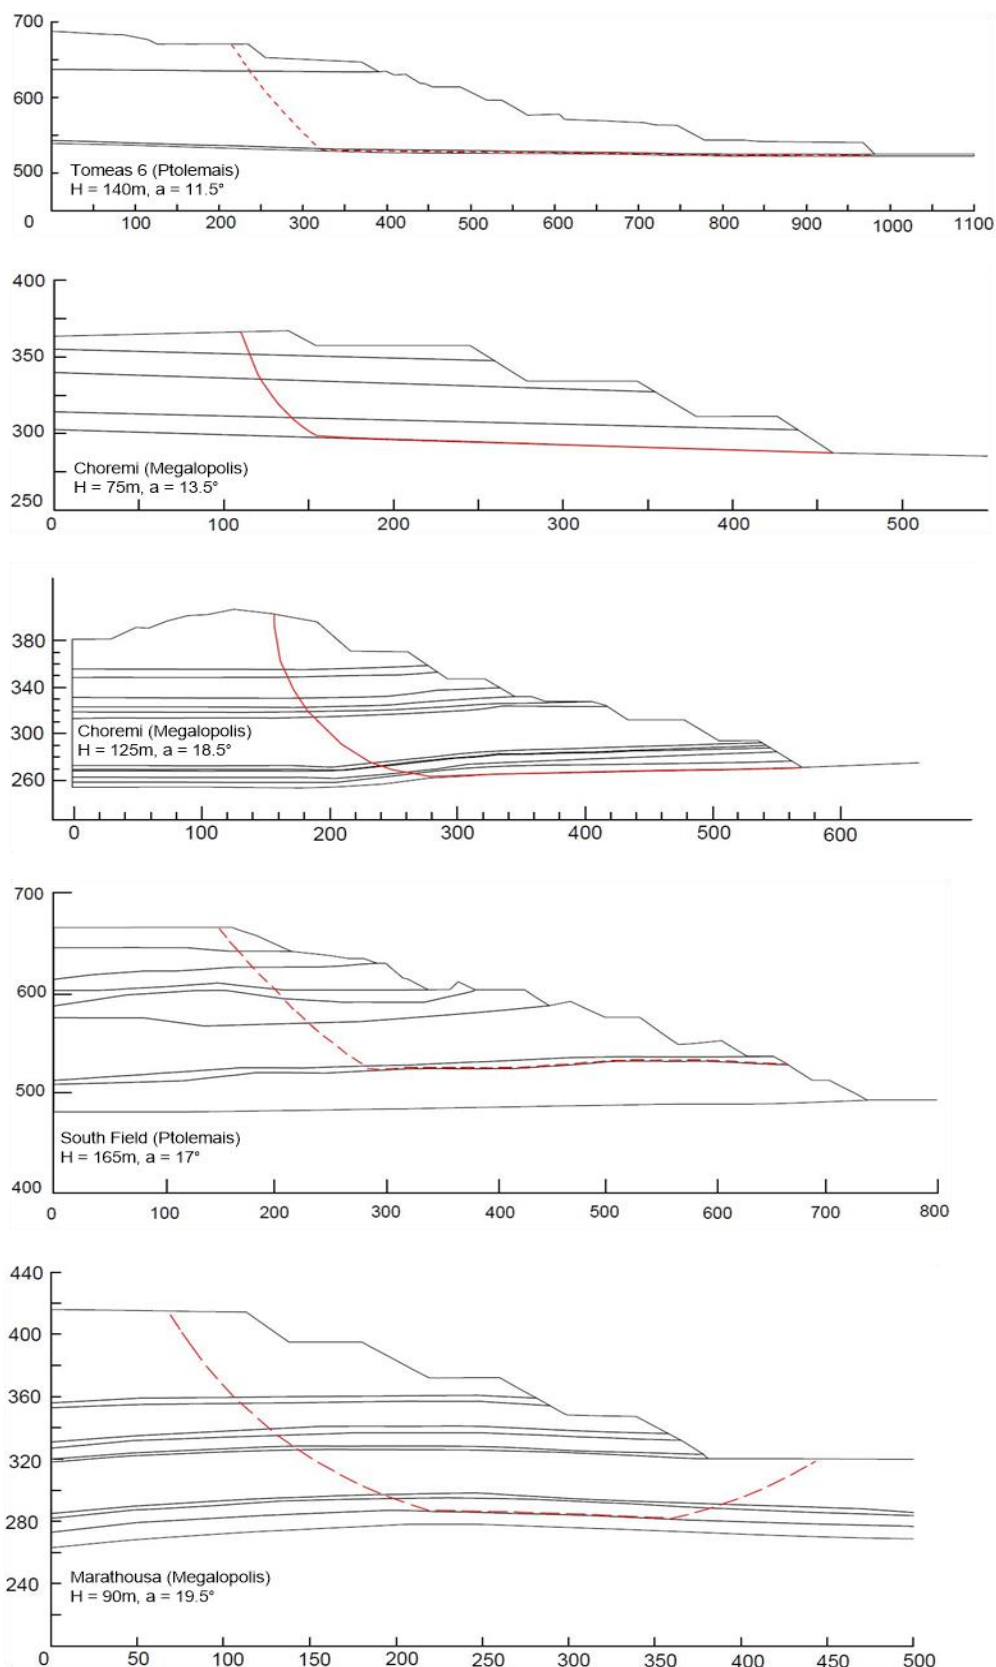 700
600
500
Tomeas 6 (Ptolemais)
H = 140m, a = 11.5°
0 100 200 300 400 500 600 700 800 900 1000 1100
400
350
300
250
Choremi (Megalopolis)
H = 75m, a = 13.5°
0 100 200 300 400 500
380
340
300
260
Choremi (Megalopolis)
H = 125m, a = 18.5°
0 100 200 300 400 500 600
700
600
500
400
South Field (Ptolemais)
H = 165m, a = 17°
0 100 200 300 400 500 600 700 800
440
400
360
320
280
240
0
Marathousa (Megalopolis)
H = 90m, a = 19.5°
0 50 100 150 200 250 300 350 400 450 500